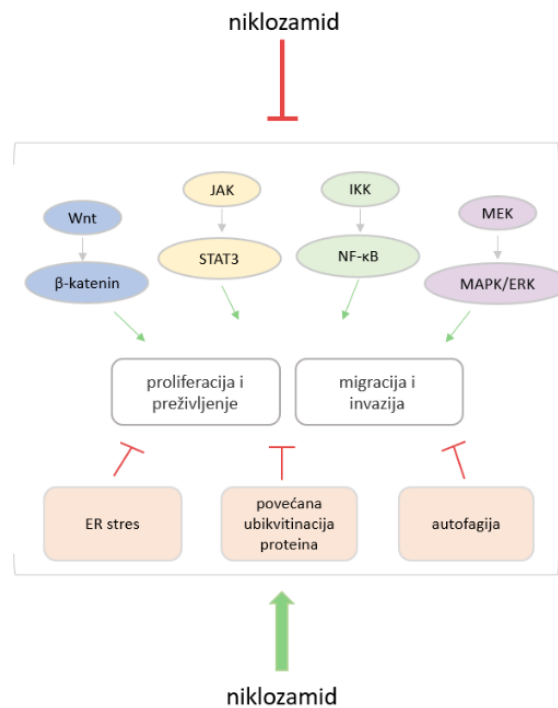 niklozamid
JAK
IKK
Wnt
MEK
STAT3
NF-κB
β-katenin
MAPK/ERK
proliferacija i
preživljenje
migracija i
invazija
ER stres
povećana
ubikvitinacija
proteina
autofagija
niklozamid